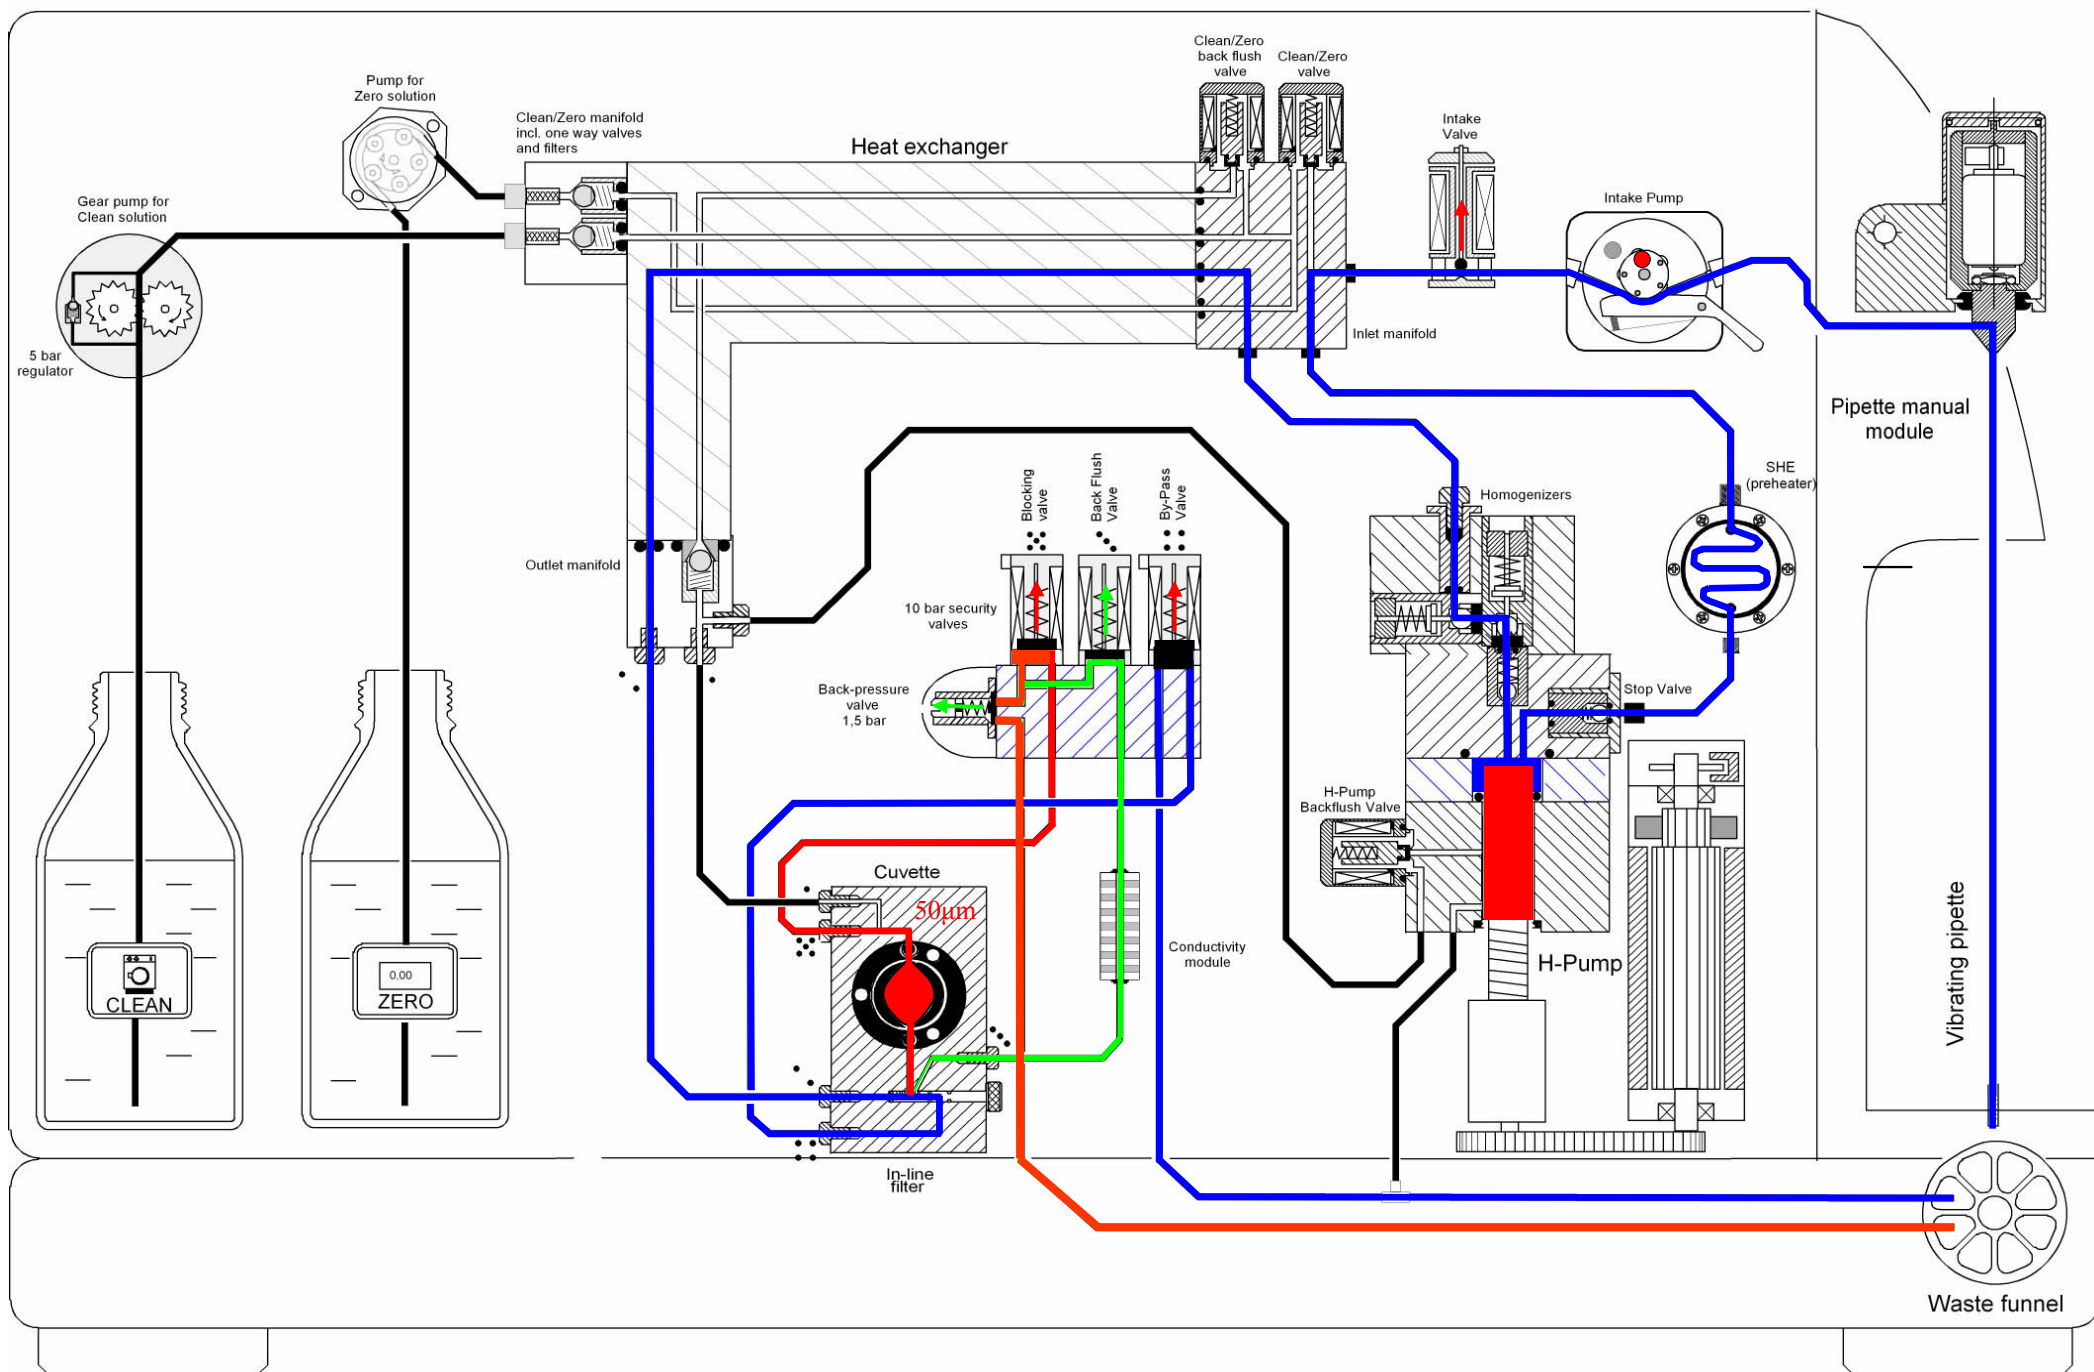 Clean/Zero
back flush
valve
Clean/Zero
valve
Pump for
Zero solution
Clean/Zero manifold
incl. one way valves
and filters
Heat exchanger
Intake
Valve
Intake Pump
Gear pump for
Clean solution
5 bar
regulator
Inlet manifold
Pipette manual
module
SHE
(preheater)
Blocking
valve
Back Flush
Valve
By-Pass
Valve
Homogenizers
Outlet manifold
10 bar security
valves
Back-pressure
valve
1,5 bar
Stop Valve
H-Pump
Backflush Valve
Cuvette
50µm
Conductivity
module
H-Pump
Vibrating pipette
CLEAN
0,00
ZERO
In-line
filter
Waste funnel